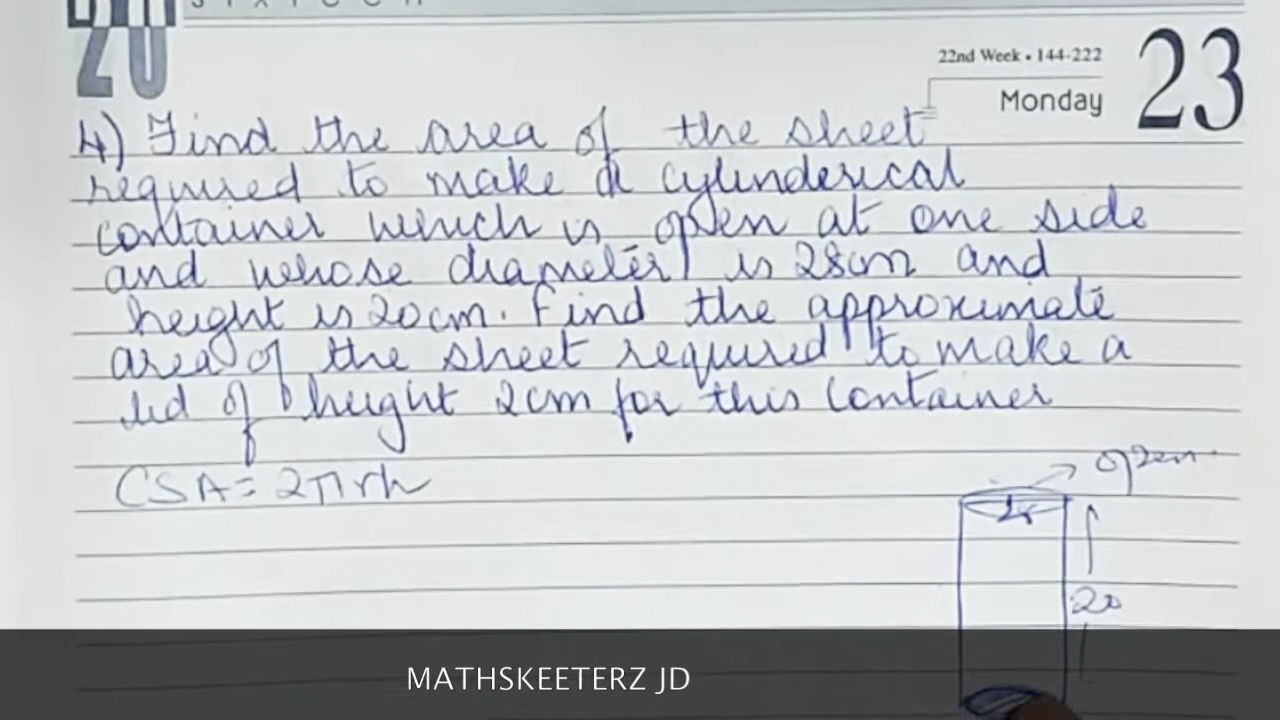 SIXTEEN
20
22nd Week • 144-222
Monday
23
4) Find the area of the sheet
required to make a cylinderical
container which is open at one side
and whose diameter is 28cm and
height is 20cm. Find the approximate
area of the sheet required to make a
lid of height 2cm for this container
CSA = 2πrh
open
20
MATHSKEETERZ JD